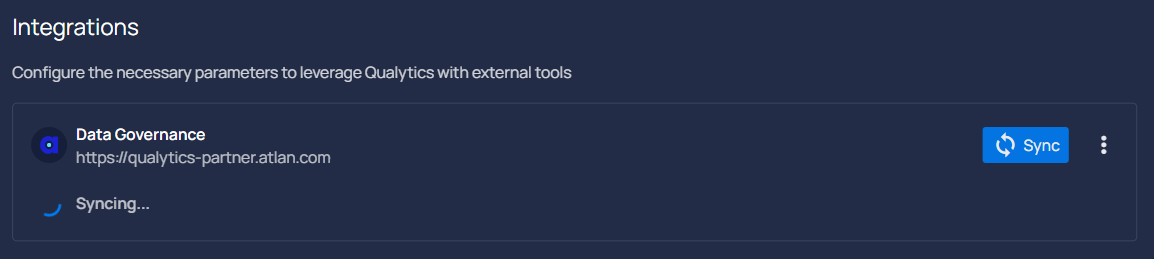 Integrations
Configure the necessary parameters to leverage Qualytics with external tools
Data Governance
https://qualytics-partner.atlan.com
Sync
Syncing...